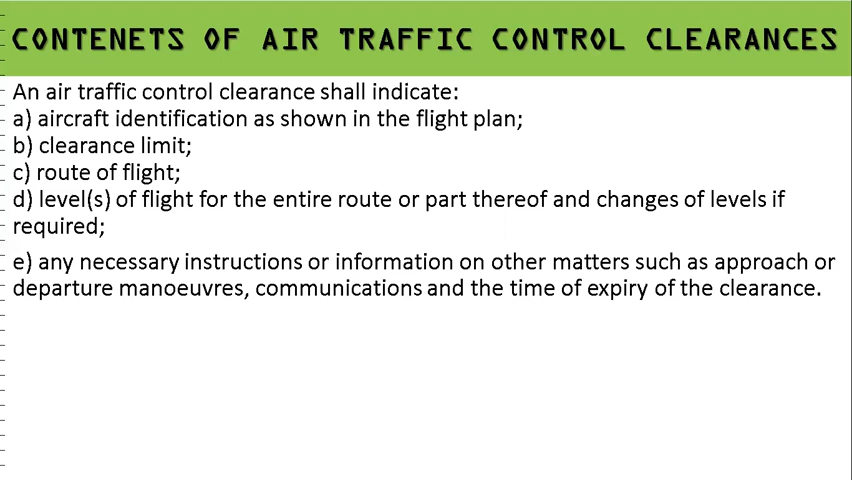 CONTENETS OF AIR TRAFFIC CONTROL CLEARANCES
An air traffic control clearance shall indicate:
a) aircraft identification as shown in the flight plan;
b) clearance limit;
c) route of flight;
d) level(s) of flight for the entire route or part thereof and changes of levels if
required;
e) any necessary instructions or information on other matters such as approach or
departure manoeuvres, communications and the time of expiry of the clearance.